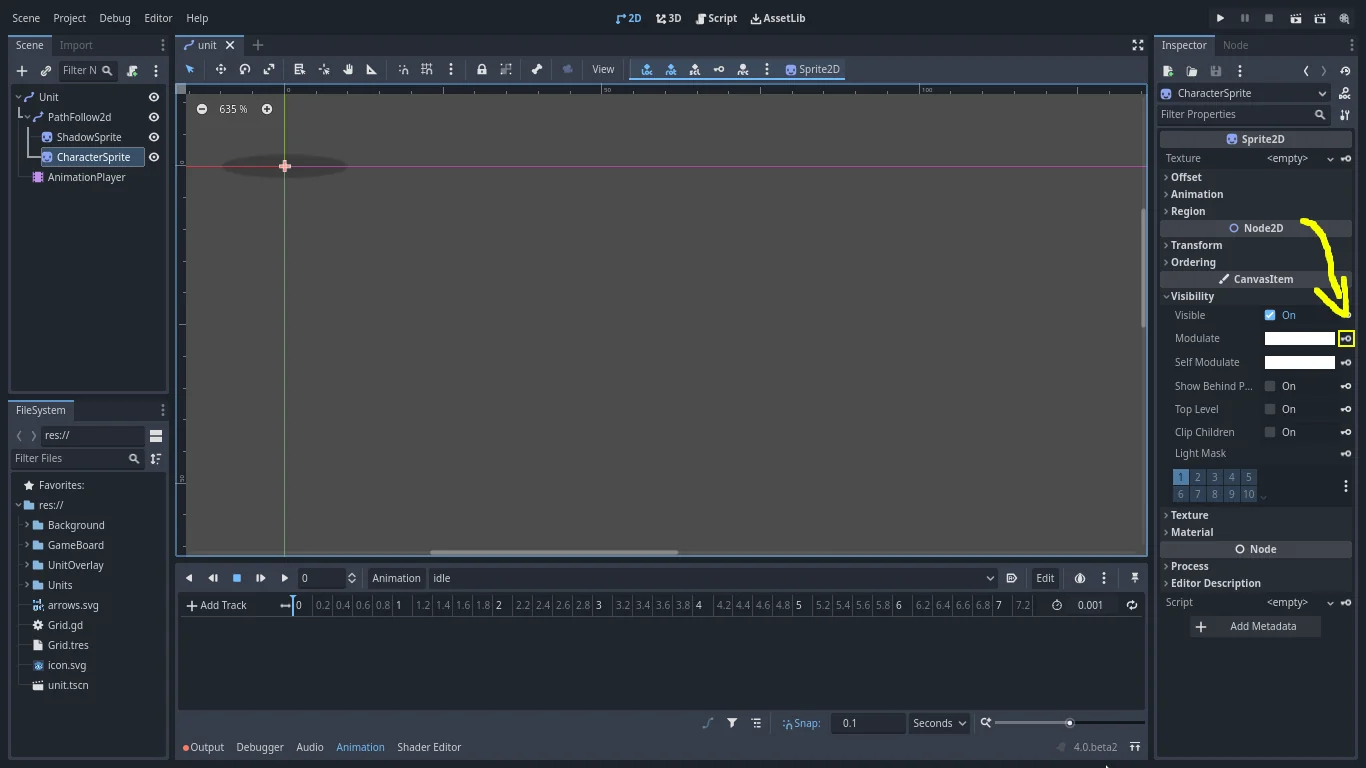 Scene Project Debug Editor Help
2D 3D Script AssetLib
Scene Import
unit
Inspector Node
Filter N
View
Sprite2D
Unit
PathFollow2d
ShadowSprite
CharacterSprite
AnimationPlayer
635 %
0 50 100
0
50
CharacterSprite
Filter Properties
Sprite2D
Texture <empty>
Offset
Animation
Region
Node2D
Transform
Ordering
CanvasItem
Visibility
Visible On
Modulate
Self Modulate
Show Behind P... On
Top Level On
Clip Children On
Light Mask
1 2 3 4 5
6 7 8 9 10
Texture
Material
Node
Process
Editor Description
Script <empty>
Add Metadata
FileSystem
res://
Filter Files
Favorites:
res://
Background
GameBoard
UnitOverlay
Units
arrows.svg
Grid.gd
Grid.tres
icon.svg
unit.tscn
0 Animation idle Edit
Add Track 0 0.2 0.4 0.6 0.8 1 1.2 1.4 1.6 1.8 2 2.2 2.4 2.6 2.8 3 3.2 3.4 3.6 3.8 4 4.2 4.4 4.6 4.8 5 5.2 5.4 5.6 5.8 6 6.2 6.4 6.6 6.8 7 7.2 0.001
Snap: 0.1 Seconds
Output Debugger Audio Animation Shader Editor 4.0.beta2